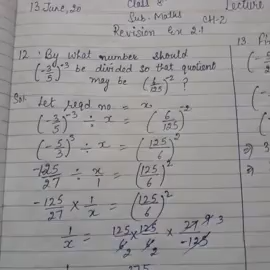 13 June, 20 Class 8 Lecture
Sub. Maths CH-2
Revision Ex 2.1
12. By what number should
(-3/5)^-3 be divided so that quotient
may be (6/125)^-2 ?
Sol. Let reqd no = x
(-3/5)^-3 ÷ x = (6/125)^-2
(-5/3)^3 ÷ x = (125/6)^2
-125/27 ÷ x/1 = (125/6)^2
-125/27 × 1/x = (125/6)^2
1/x = 125/6 × 125/6 × 27/-125
13